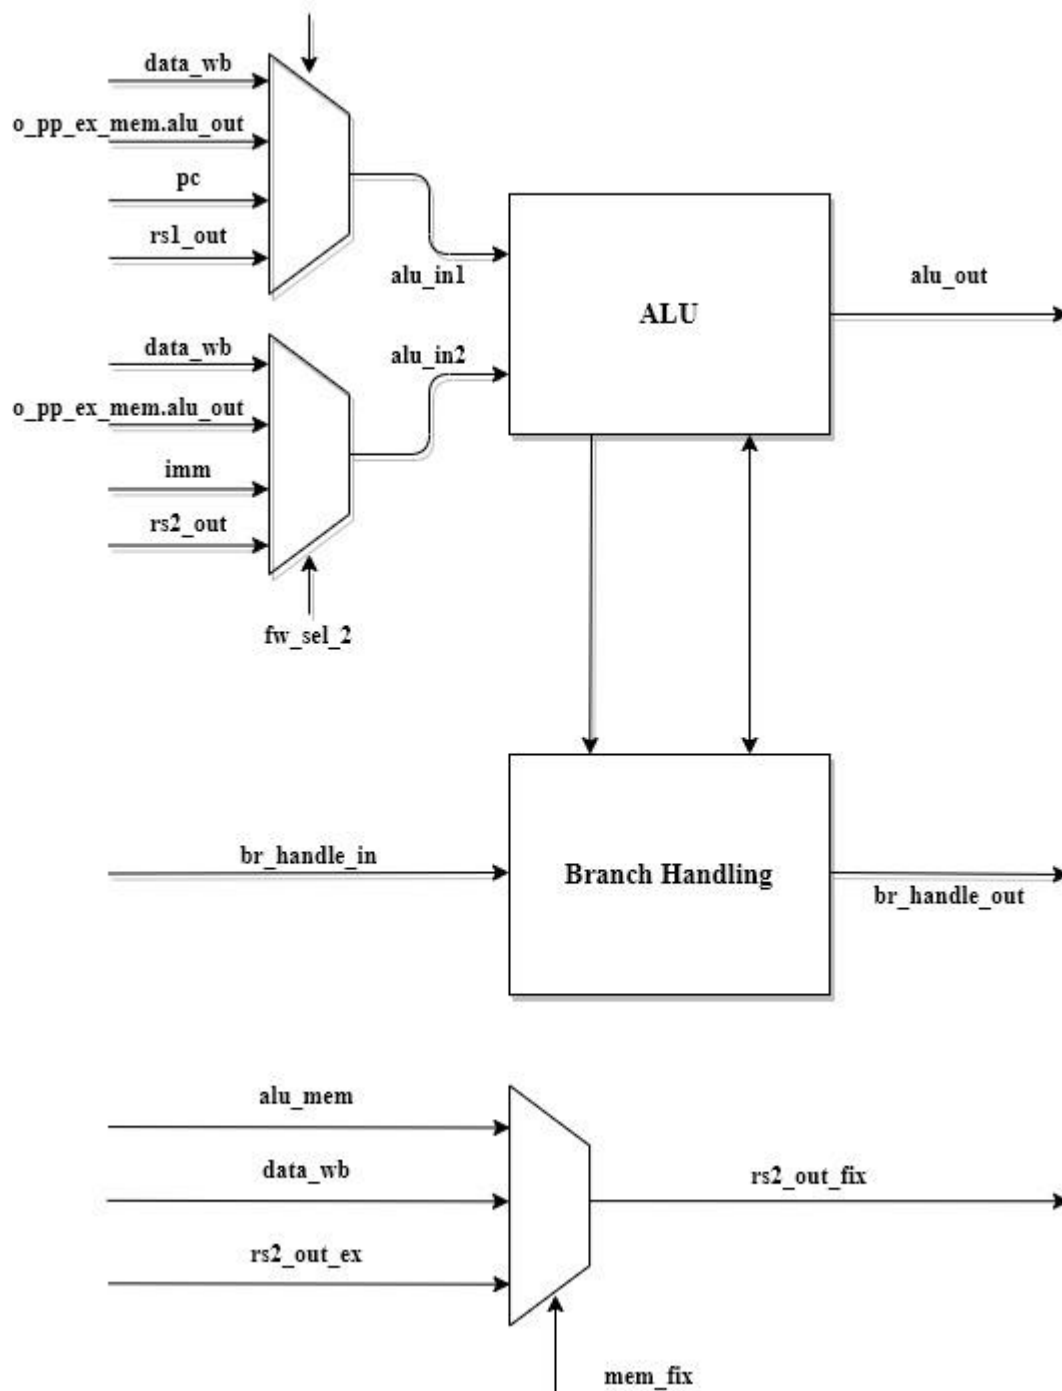 data_wb
o_pp_ex_mem.alu_out
pc
rs1_out
alu_in1
ALU
alu_out
data_wb
alu_in2
o_pp_ex_mem.alu_out
imm
rs2_out
fw_sel_2
br_handle_in
Branch Handling
br_handle_out
alu_mem
data_wb
rs2_out_fix
rs2_out_ex
mem_fix